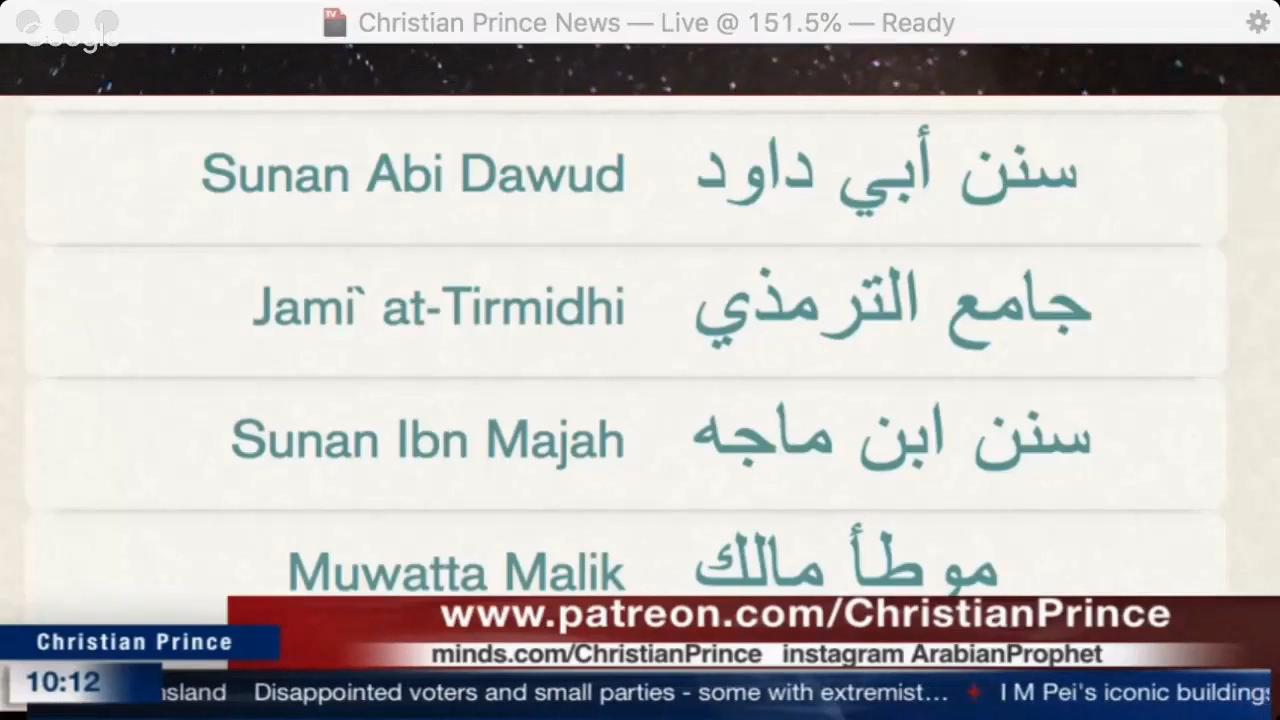 Christian Prince News — Live @ 151.5% — Ready
Google
Sunan Abi Dawud سنن أبي داود
Jami` at-Tirmidhi جامع الترمذي
Sunan Ibn Majah سنن ابن ماجه
Muwatta Malik موطأ مالك
www.patreon.com/ChristianPrince
Christian Prince
minds.com/ChristianPrince instagram ArabianProphet
10:12
Disappointed voters and small parties - some with extremist... I M Pei's iconic buildings